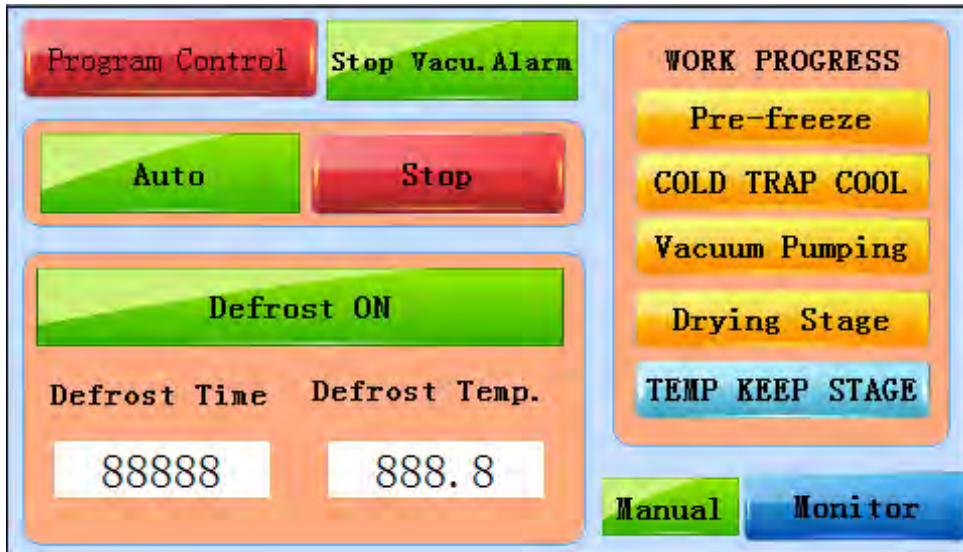 Program Control
Stop Vacu.Alarm
Auto
Stop
Defrost ON
Defrost Time
Defrost Temp.
88888
888.8
WORK PROGRESS
Pre-freeze
COLD TRAP COOL
Vacuum Pumping
Drying Stage
TEMP KEEP STAGE
Manual
Monitor